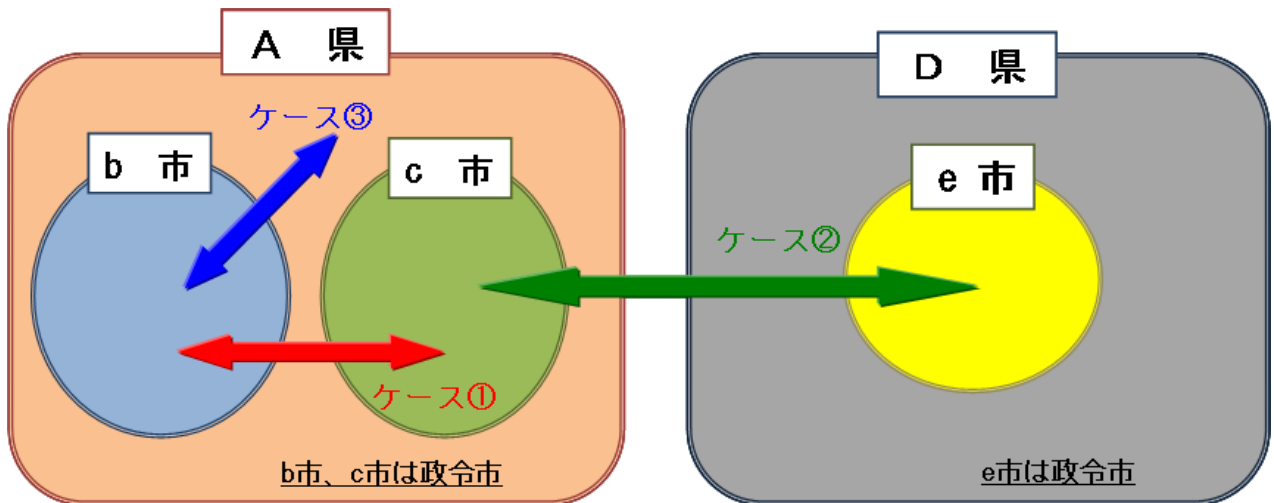 A 県
D 県
ケース③
b 市
c 市
e 市
ケース②
ケース①
b市、c市は政令市
e市は政令市